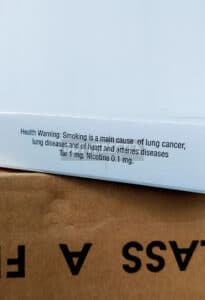 Health Warning: Smoking is a main cause of lung cancer,
lung diseases and of heart and arteries diseases
Tar 1 mg. Nicotine 0.1 mg.
LASS A F